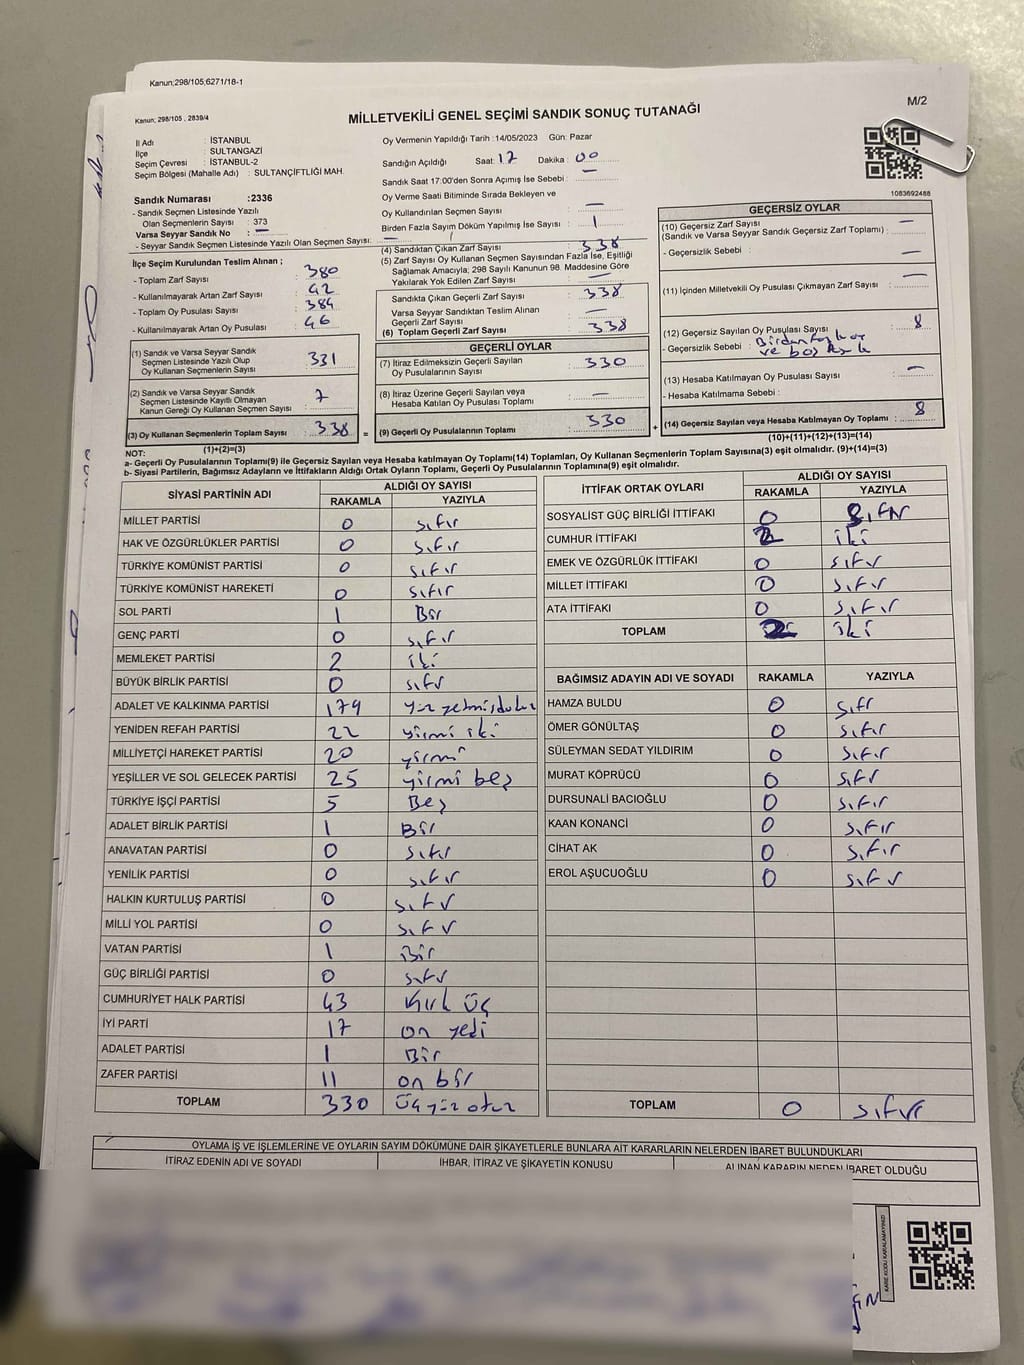 Kanun;298/105,6271/18-1
Kanun; 298/105 , 2839/4
MİLLETVEKİLİ GENEL SEÇİMİ SANDIK SONUÇ TUTANAĞI
M/2
İl Adı : İSTANBUL
İlçe : SULTANGAZİ
Seçim Çevresi : İSTANBUL-2
Seçim Bölgesi (Mahalle Adı) : SULTANÇİFTLİĞİ MAH.
Oy Vermenin Yapıldığı Tarih :14/05/2023 Gün: Pazar
Sandığın Açıldığı Saat: 17 Dakika : 00
Sandık Saat 17:00'den Sonra Açımış İse Sebebi : —
Oy Verme Saati Bitiminde Sırada Bekleyen ve
Oy Kullandırılan Seçmen Sayısı : —
Birden Fazla Sayım Döküm Yapılmış İse Sayısı : 1
1083692488
Sandık Numarası :2336
- Sandık Seçmen Listesinde Yazılı
Olan Seçmenlerin Sayısı : 373
Varsa Seyyar Sandık No : —
- Seyyar Sandık Seçmen Listesinde Yazılı Olan Seçmen Sayısı: —
İlçe Seçim Kurulundan Teslim Alınan ;
- Toplam Zarf Sayısı : 380
- Kullanılmayarak Artan Zarf Sayısı : 42
- Toplam Oy Pusulası Sayısı : 384
- Kullanılmayarak Artan Oy Pusulası : 46
(1) Sandık ve Varsa Seyyar Sandık
Seçmen Listesinde Yazılı Olup
Oy Kullanan Seçmenlerin Sayısı : 331
(2) Sandık ve Varsa Seyyar Sandık
Seçmen Listesinde Kayıtlı Olmayan
Kanun Gereği Oy Kullanan Seçmen Sayısı : 7
(3) Oy Kullanan Seçmenlerin Toplam Sayısı : 338
(1)+(2)=(3)
(4) Sandıktan Çıkan Zarf Sayısı : 338
(5) Zarf Sayısı Oy Kullanan Seçmen Sayısından Fazla İse, Eşitliği
Sağlamak Amacıyla; 298 Sayılı Kanunun 98. Maddesine Göre
Yakılarak Yok Edilen Zarf Sayısı : —
Sandıkta Çıkan Geçerli Zarf Sayısı : 338
Varsa Seyyar Sandıktan Teslim Alınan
Geçerli Zarf Sayısı : —
(6) Toplam Geçerli Zarf Sayısı : 338
GEÇERLİ OYLAR
(7) İtiraz Edilmeksizin Geçerli Sayılan
Oy Pusulalarının Sayısı : 330
(8) İtiraz Üzerine Geçerli Sayılan veya
Hesaba Katılan Oy Pusulası Toplamı : —
= (9) Geçerli Oy Pusulalarının Toplamı : 330
GEÇERSİZ OYLAR
(10) Geçersiz Zarf Sayısı : —
(Sandık ve Varsa Seyyar Sandık Geçersiz Zarf Toplamı)
- Geçersizlik Sebebi : —
(11) İçinden Milletvekili Oy Pusulası Çıkmayan Zarf Sayısı : —
(12) Geçersiz Sayılan Oy Pusulası Sayısı : 8
- Geçersizlik Sebebi : Birden
ve boş
(13) Hesaba Katılmayan Oy Pusulası Sayısı : —
- Hesaba Katılmama Sebebi :
+ (14) Geçersiz Sayılan veya Hesaba Katılmayan Oy Toplamı : 8
(10)+(11)+(12)+(13)=(14)
NOT:
a- Geçerli Oy Pusulalarının Toplamı(9) ile Geçersiz Sayılan veya Hesaba katılmayan Oy Toplamı(14) Toplamları, Oy Kullanan Seçmenlerin Toplam Sayısına(3) eşit olmalıdır. (9)+(14)=(3)
b- Siyasi Partilerin, Bağımsız Adayların ve İttifakların Aldığı Ortak Oyların Toplamı, Geçerli Oy Pusulalarının Toplamına(9) eşit olmalıdır.
SİYASİ PARTİNİN ADI ALDIĞI OY SAYISI
RAKAMLA YAZIYLA
MİLLET PARTİSİ 0 sıfır
HAK VE ÖZGÜRLÜKLER PARTİSİ 0 sıfır
TÜRKİYE KOMÜNİST PARTİSİ 0 sıfır
TÜRKİYE KOMÜNİST HAREKETİ 0 sıfır
SOL PARTİ 1 Bir
GENÇ PARTİ 0 sıfır
MEMLEKET PARTİSİ 2 iki
BÜYÜK BİRLİK PARTİSİ 0 sıfır
ADALET VE KALKINMA PARTİSİ 179 yüz yetmişdokuz
YENİDEN REFAH PARTİSİ 22 yirmi iki
MİLLİYETÇİ HAREKET PARTİSİ 20 yirmi
YEŞİLLER VE SOL GELECEK PARTİSİ 25 yirmi beş
TÜRKİYE İŞÇİ PARTİSİ 5 Beş
ADALET BİRLİK PARTİSİ 1 Bir
ANAVATAN PARTİSİ 0 sıfır
YENİLİK PARTİSİ 0 sıfır
HALKIN KURTULUŞ PARTİSİ 0 sıfır
MİLLİ YOL PARTİSİ 0 sıfır
VATAN PARTİSİ 1 Bir
GÜÇ BİRLİĞİ PARTİSİ 0 sıfır
CUMHURİYET HALK PARTİSİ 43 Kırk üç
İYİ PARTİ 17 on yedi
ADALET PARTİSİ 1 Bir
ZAFER PARTİSİ 11 on bir
TOPLAM 330 üçyüz otuz
İTTİFAK ORTAK OYLARI ALDIĞI OY SAYISI
RAKAMLA YAZIYLA
SOSYALİST GÜÇ BİRLİĞİ İTTİFAKI 0 sıfır
CUMHUR İTTİFAKI 2 iki
EMEK VE ÖZGÜRLÜK İTTİFAKI 0 sıfır
MİLLET İTTİFAKI 0 sıfır
ATA İTTİFAKI 0 sıfır
TOPLAM 2 iki
BAĞIMSIZ ADAYIN ADI VE SOYADI RAKAMLA YAZIYLA
HAMZA BULDU 0 sıfır
ÖMER GÖNÜLTAŞ 0 sıfır
SÜLEYMAN SEDAT YILDIRIM 0 sıfır
MURAT KÖPRÜCÜ 0 sıfır
DURSUNALİ BACIOĞLU 0 sıfır
KAAN KONANCİ 0 sıfır
CİHAT AK 0 sıfır
EROL AŞUCUOĞLU 0 sıfır
TOPLAM 0 sıfır
OYLAMA İŞ VE İŞLEMLERİNE VE OYLARIN SAYIM DÖKÜMÜNE DAİR ŞİKAYETLERLE BUNLARA AİT KARARLARIN NELERDEN İBARET BULUNDUKLARI
İTİRAZ EDENİN ADI VE SOYADI İHBAR, İTİRAZ VE ŞİKAYETİN KONUSU ALINAN KARARIN NEDEN İBARET OLDUĞU
KARE KODU KARALAMAYINIZ!